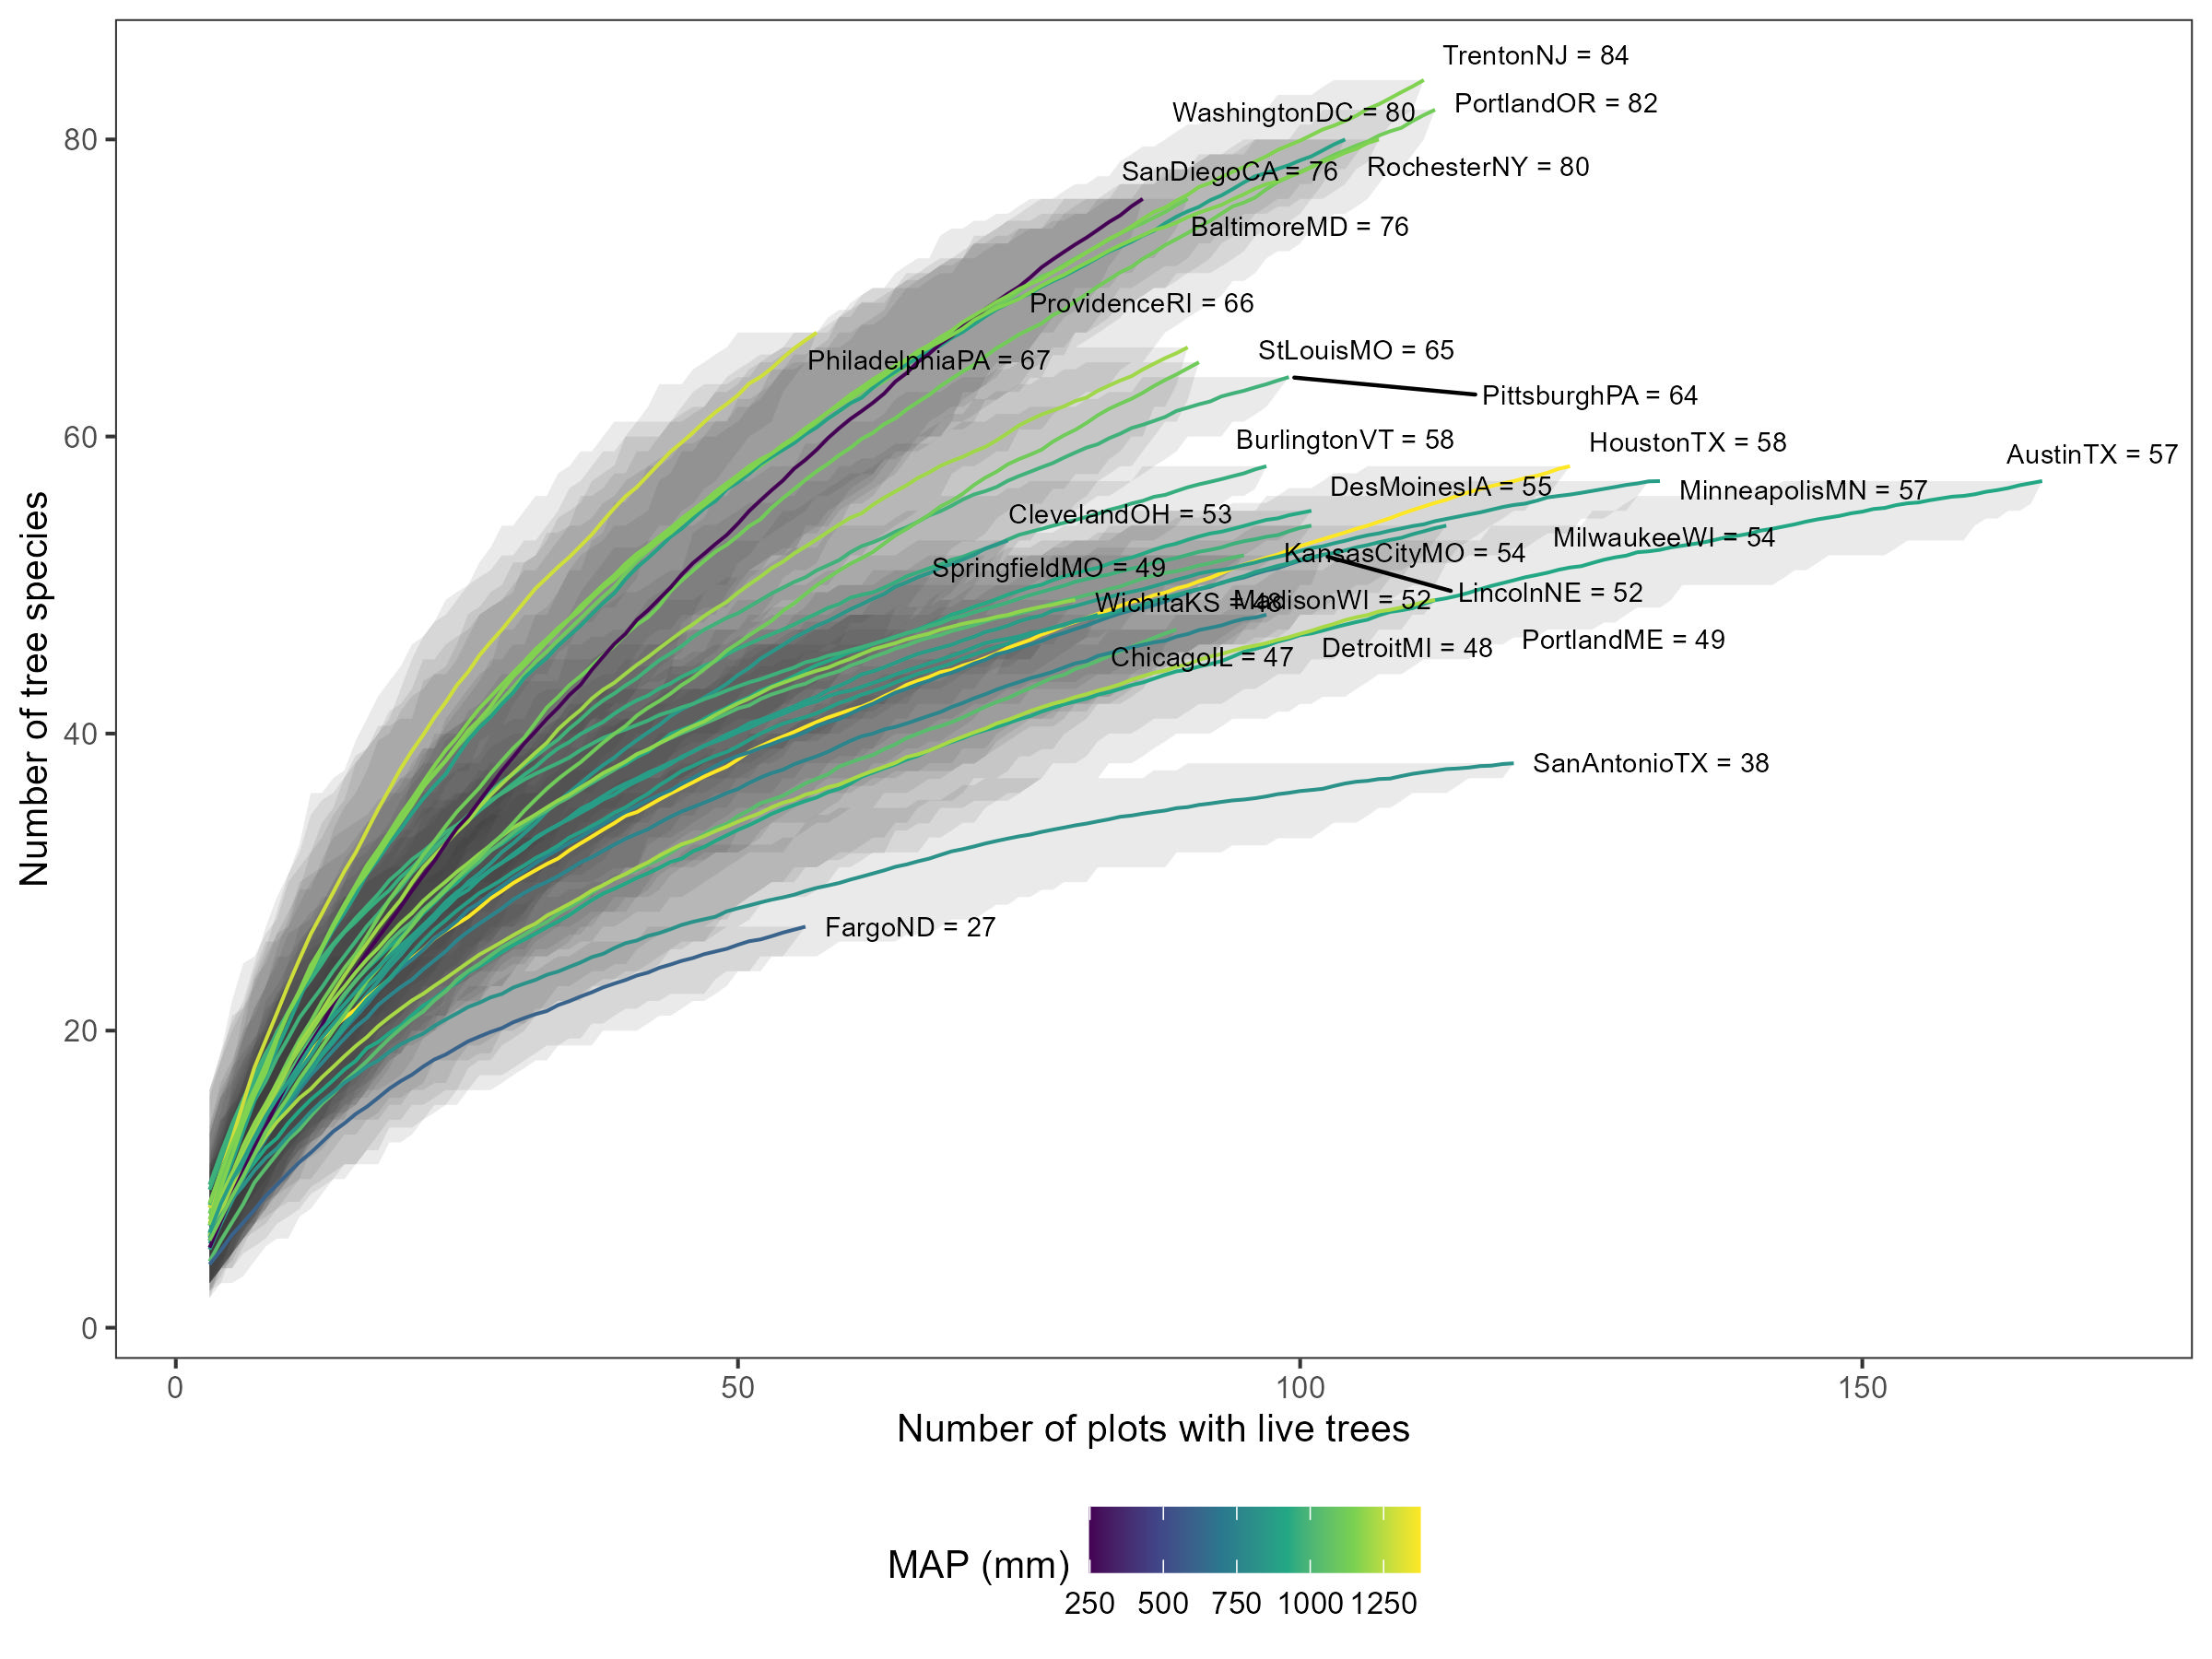 TrentonNJ = 84
PortlandOR = 82
WashingtonDC = 80
RochesterNY = 80
SanDiegoCA = 76
BaltimoreMD = 76
ProvidenceRI = 66
PhiladelphiaPA = 67
StLouisMO = 65
PittsburghPA = 64
BurlingtonVT = 58
HoustonTX = 58
AustinTX = 57
DesMoinesIA = 55
MinneapolisMN = 57
ClevelandOH = 53
MilwaukeeWI = 54
KansasCityMO = 54
SpringfieldMO = 49
LincolnNE = 52
WichitaKS = 48
MadisonWI = 52
PortlandME = 49
DetroitMI = 48
ChicagoIL = 47
SanAntonioTX = 38
FargoND = 27
80
60
40
20
0
Number of tree species
0 50 100 150
Number of plots with live trees
MAP (mm)
250 500 750 1000 1250